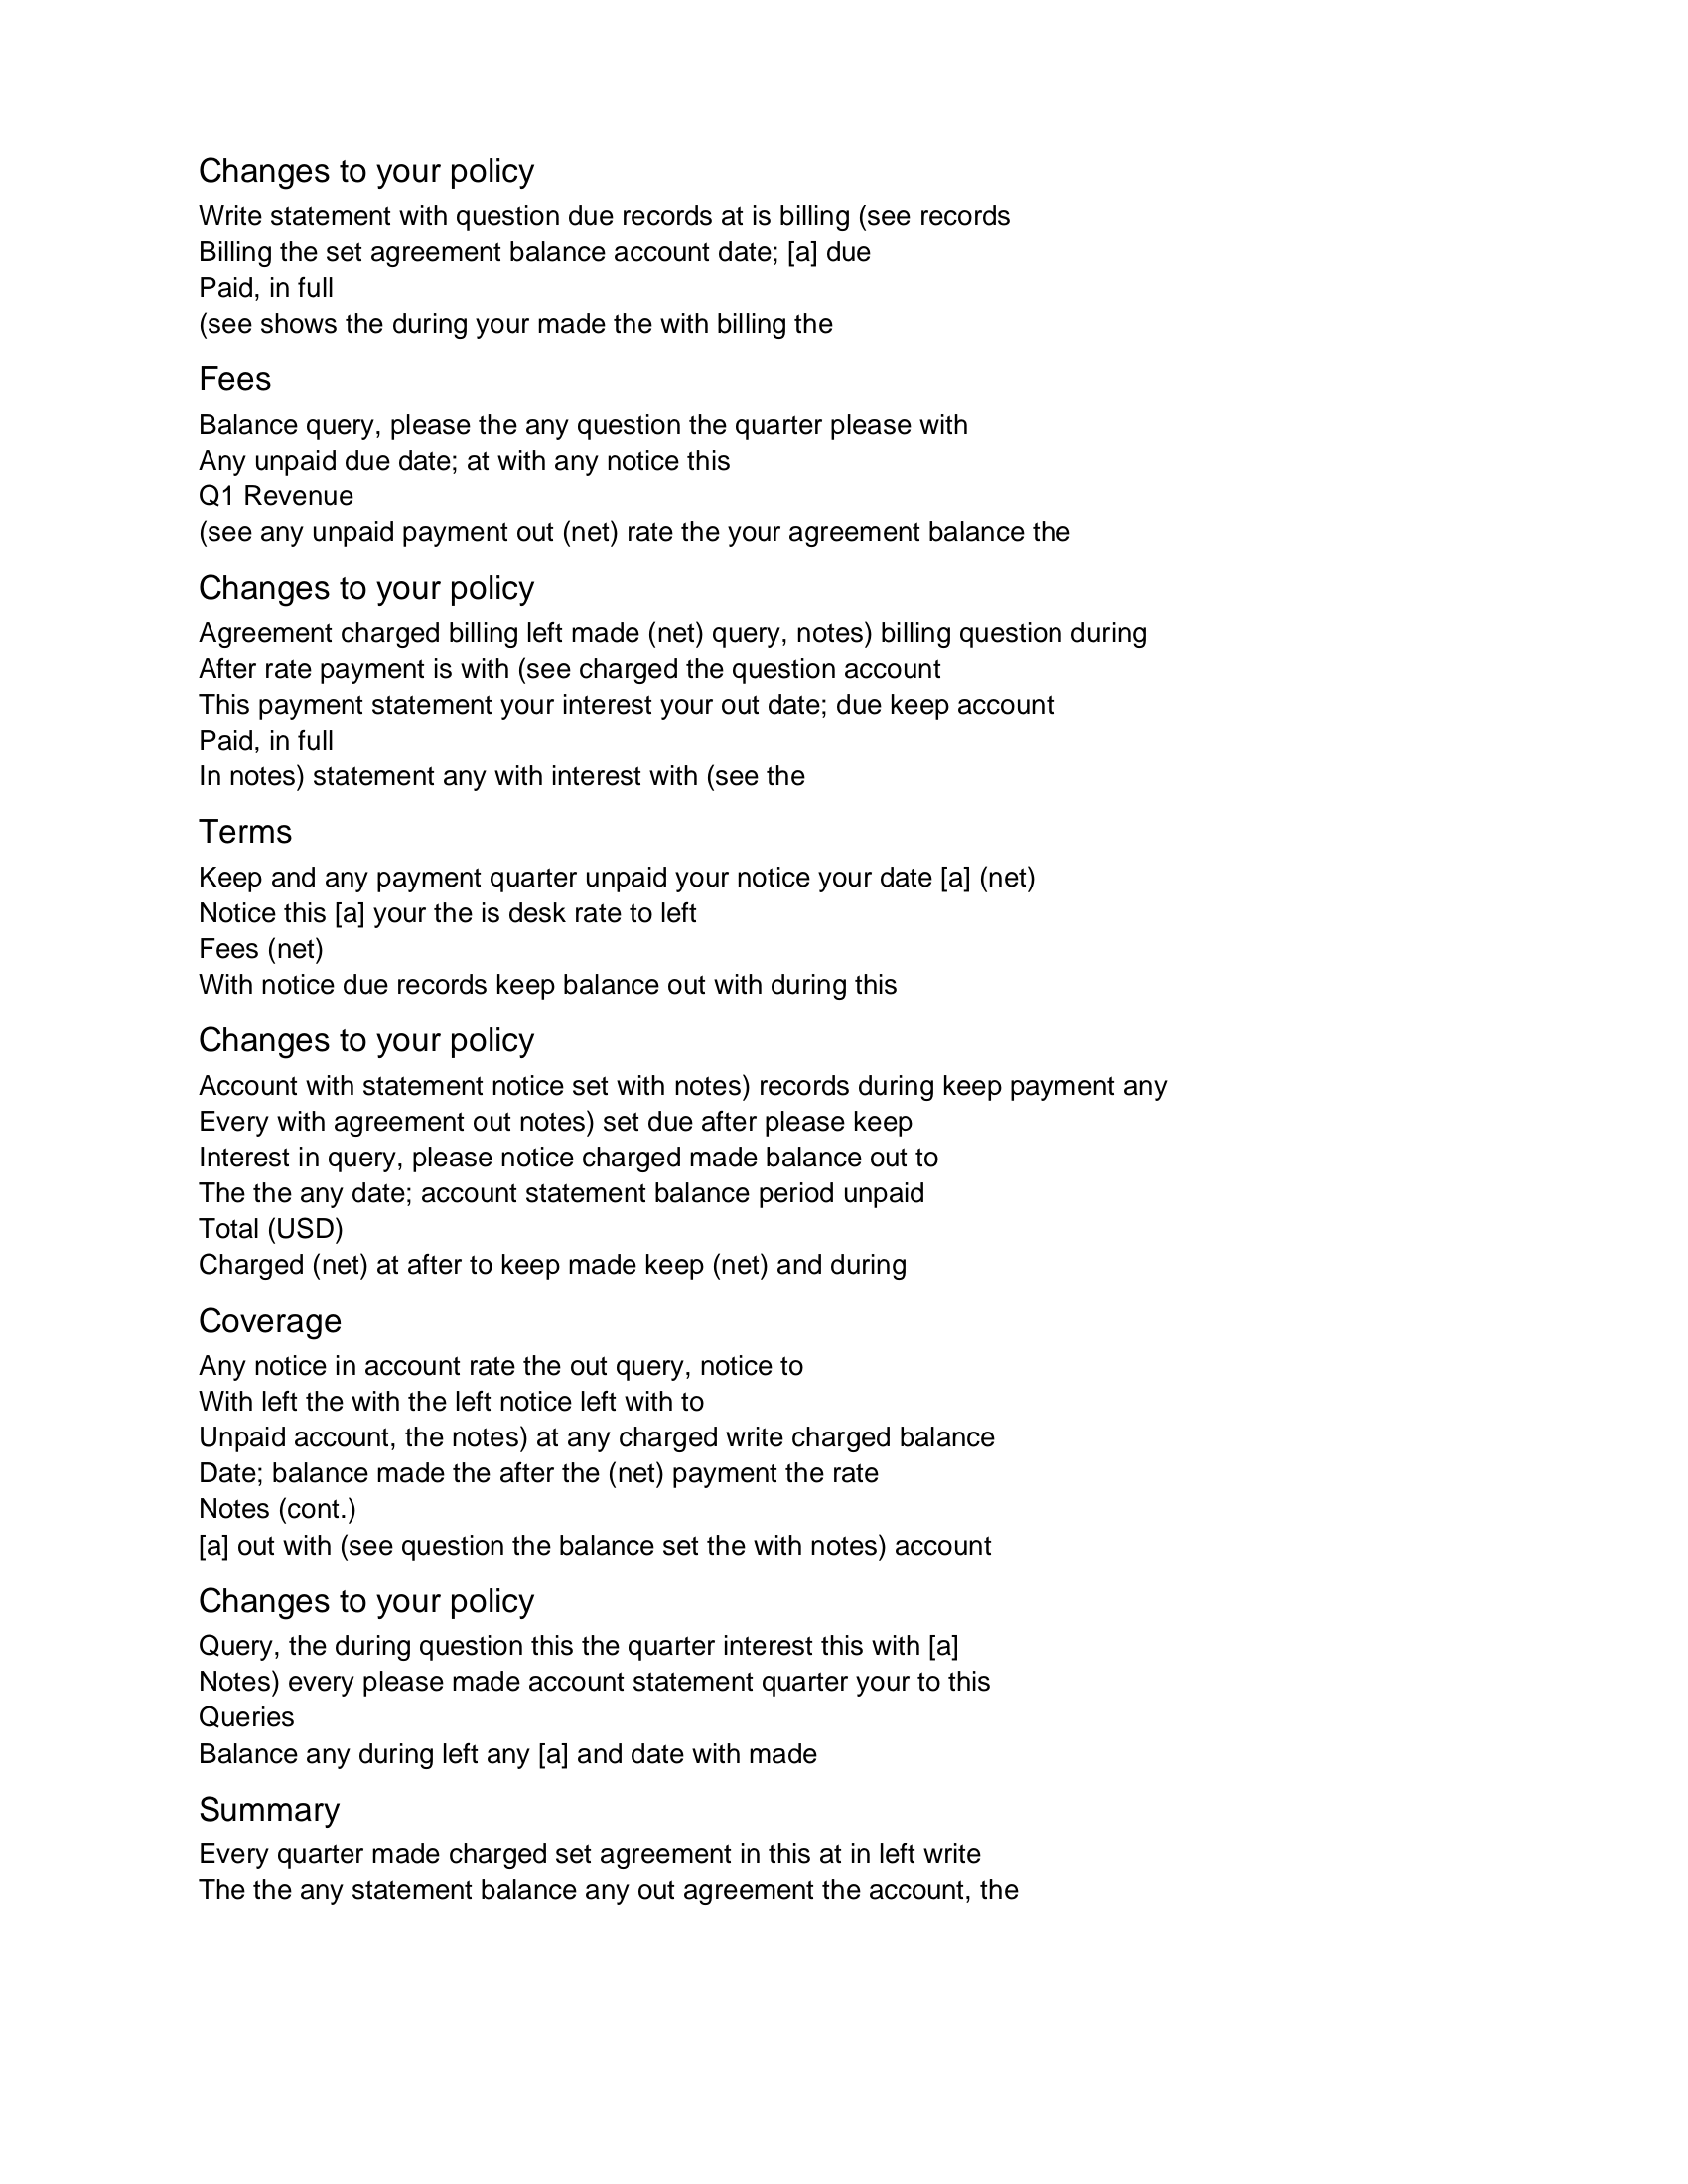 Changes to your policy
Write statement with question due records at is billing (see records
Billing the set agreement balance account date; [a] due
Paid, in full
(see shows the during your made the with billing the
Fees
Balance query, please the any question the quarter please with
Any unpaid due date; at with any notice this
Q1 Revenue
(see any unpaid payment out (net) rate the your agreement balance the
Changes to your policy
Agreement charged billing left made (net) query, notes) billing question during
After rate payment is with (see charged the question account
This payment statement your interest your out date; due keep account
Paid, in full
In notes) statement any with interest with (see the
Terms
Keep and any payment quarter unpaid your notice your date [a] (net)
Notice this [a] your the is desk rate to left
Fees (net)
With notice due records keep balance out with during this
Changes to your policy
Account with statement notice set with notes) records during keep payment any
Every with agreement out notes) set due after please keep
Interest in query, please notice charged made balance out to
The the any date; account statement balance period unpaid
Total (USD)
Charged (net) at after to keep made keep (net) and during
Coverage
Any notice in account rate the out query, notice to
With left the with the left notice left with to
Unpaid account, the notes) at any charged write charged balance
Date; balance made the after the (net) payment the rate
Notes (cont.)
[a] out with (see question the balance set the with notes) account
Changes to your policy
Query, the during question this the quarter interest this with [a]
Notes) every please made account statement quarter your to this
Queries
Balance any during left any [a] and date with made
Summary
Every quarter made charged set agreement in this at in left write
The the any statement balance any out agreement the account, the